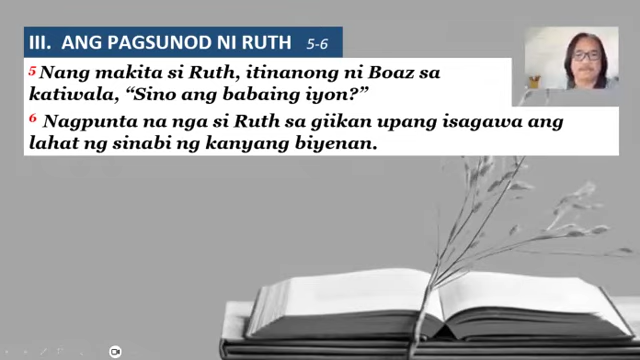 III. ANG PAGSUNOD NI RUTH 5-6
5 Nang makita si Ruth, itinanong ni Boaz sa
katiwala, “Sino ang babaing iyon?”
6 Nagpunta na nga si Ruth sa giikan upang isagawa ang
lahat ng sinabi ng kanyang biyenan.